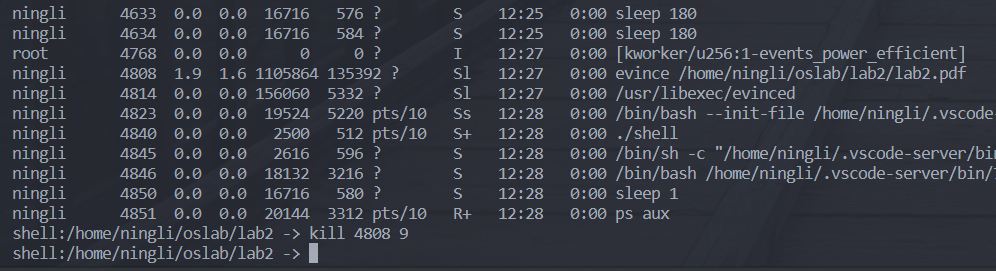 ningli 4633 0.0 0.0 16716 576 ? S 12:25 0:00 sleep 180
ningli 4634 0.0 0.0 16716 584 ? S 12:25 0:00 sleep 180
root 4768 0.0 0.0 0 0 ? I 12:27 0:00 [kworker/u256:1-events_power_efficient]
ningli 4808 1.9 1.6 1105864 135392 ? Sl 12:27 0:00 evince /home/ningli/oslab/lab2/lab2.pdf
ningli 4814 0.0 0.0 156060 5332 ? Sl 12:27 0:00 /usr/libexec/evinced
ningli 4823 0.0 0.0 19524 5220 pts/10 Ss 12:28 0:00 /bin/bash --init-file /home/ningli/.vscode-
ningli 4840 0.0 0.0 2500 512 pts/10 S+ 12:28 0:00 ./shell
ningli 4845 0.0 0.0 2616 596 ? S 12:28 0:00 /bin/sh -c "/home/ningli/.vscode-server/bin
ningli 4846 0.0 0.0 18132 3216 ? S 12:28 0:00 /bin/bash /home/ningli/.vscode-server/bin/
ningli 4850 0.0 0.0 16716 580 ? S 12:28 0:00 sleep 1
ningli 4851 0.0 0.0 20144 3312 pts/10 R+ 12:28 0:00 ps aux
shell:/home/ningli/oslab/lab2 -> kill 4808 9
shell:/home/ningli/oslab/lab2 ->